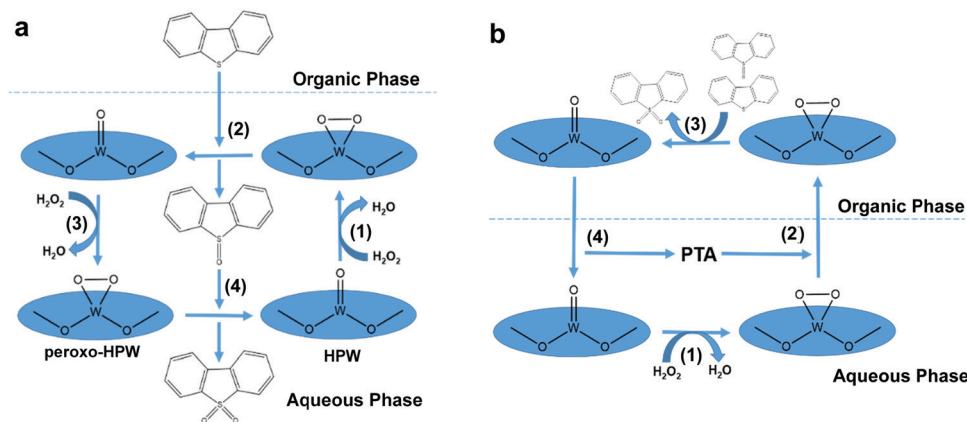 a
S
Organic Phase
O
W
O
O
(2)
O
O
W
O
O
H₂O₂
(3)
H₂O
S
O
H₂O
(1)
H₂O₂
O
O
W
O
O
peroxo-HPW
(4)
O
W
O
O
HPW
S
O
O
Aqueous Phase
b
S
O
S
S
O
O
(3)
O
W
O
O
O
O
W
O
O
Organic Phase
(4)
PTA
(2)
O
W
O
O
H₂O₂
(1)
H₂O
O
O
W
O
O
Aqueous Phase